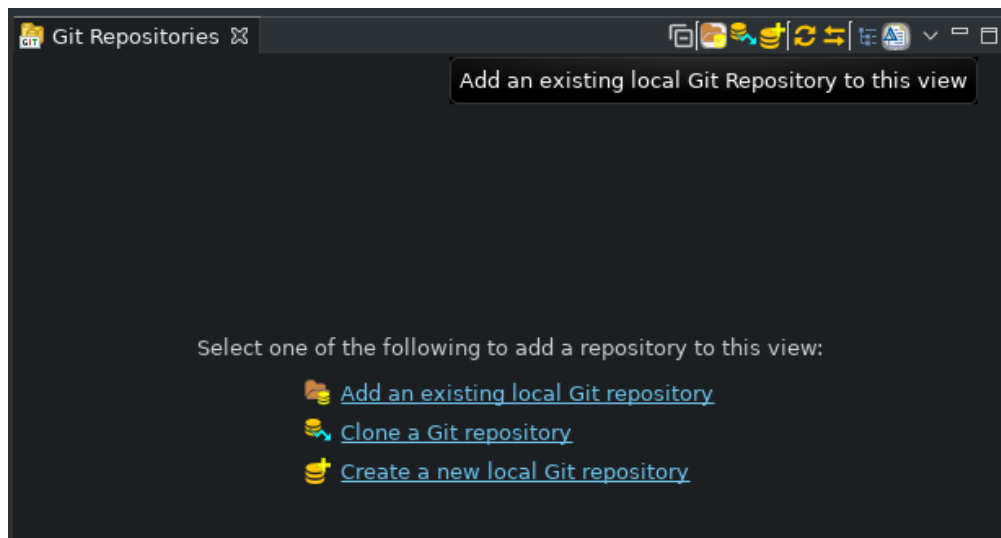 GIT Git Repositories
Add an existing local Git Repository to this view
Select one of the following to add a repository to this view:
Add an existing local Git repository
Clone a Git repository
Create a new local Git repository